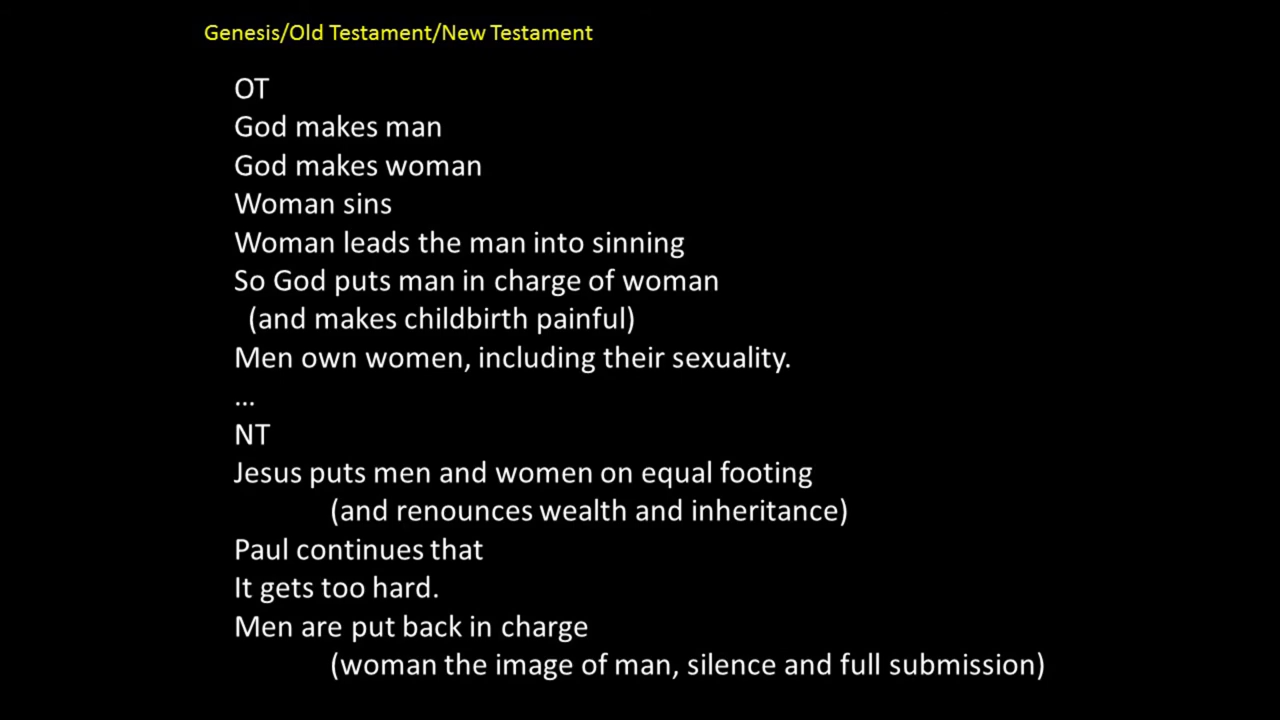 Genesis/Old Testament/New Testament
OT
God makes man
God makes woman
Woman sins
Woman leads the man into sinning
So God puts man in charge of woman
(and makes childbirth painful)
Men own women, including their sexuality.
...
NT
Jesus puts men and women on equal footing
(and renounces wealth and inheritance)
Paul continues that
It gets too hard.
Men are put back in charge
(woman the image of man, silence and full submission)